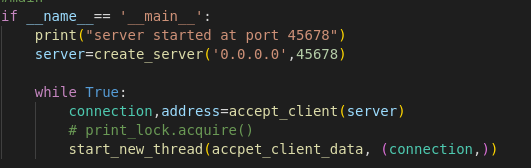 if __name__== '__main__':
    print("server started at port 45678")
    server=create_server('0.0.0.0',45678)

    while True:
        connection,address=accept_client(server)
        # print_lock.acquire()
        start_new_thread(accpet_client_data, (connection,))